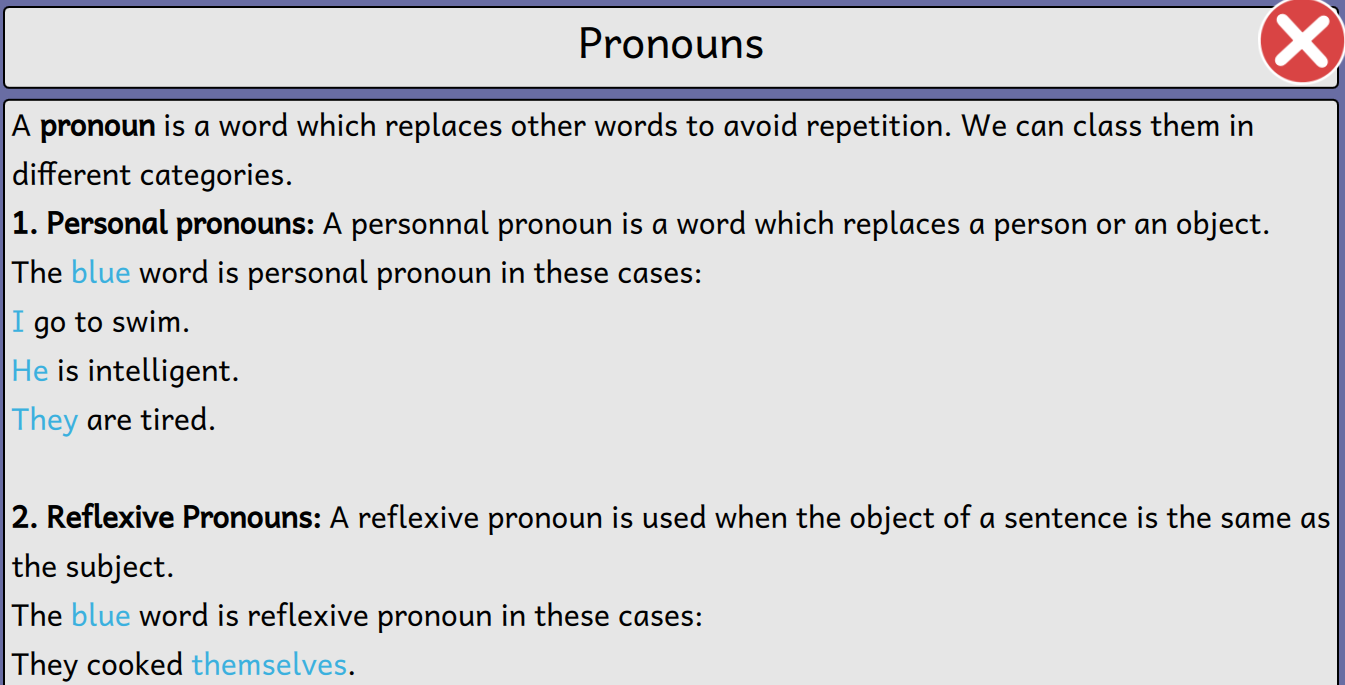 Pronouns
A pronoun is a word which replaces other words to avoid repetition. We can class them in
different categories.
1. Personal pronouns: A personnal pronoun is a word which replaces a person or an object.
The blue word is personal pronoun in these cases:
I go to swim.
He is intelligent.
They are tired.
2. Reflexive Pronouns: A reflexive pronoun is used when the object of a sentence is the same as
the subject.
The blue word is reflexive pronoun in these cases:
They cooked themselves.